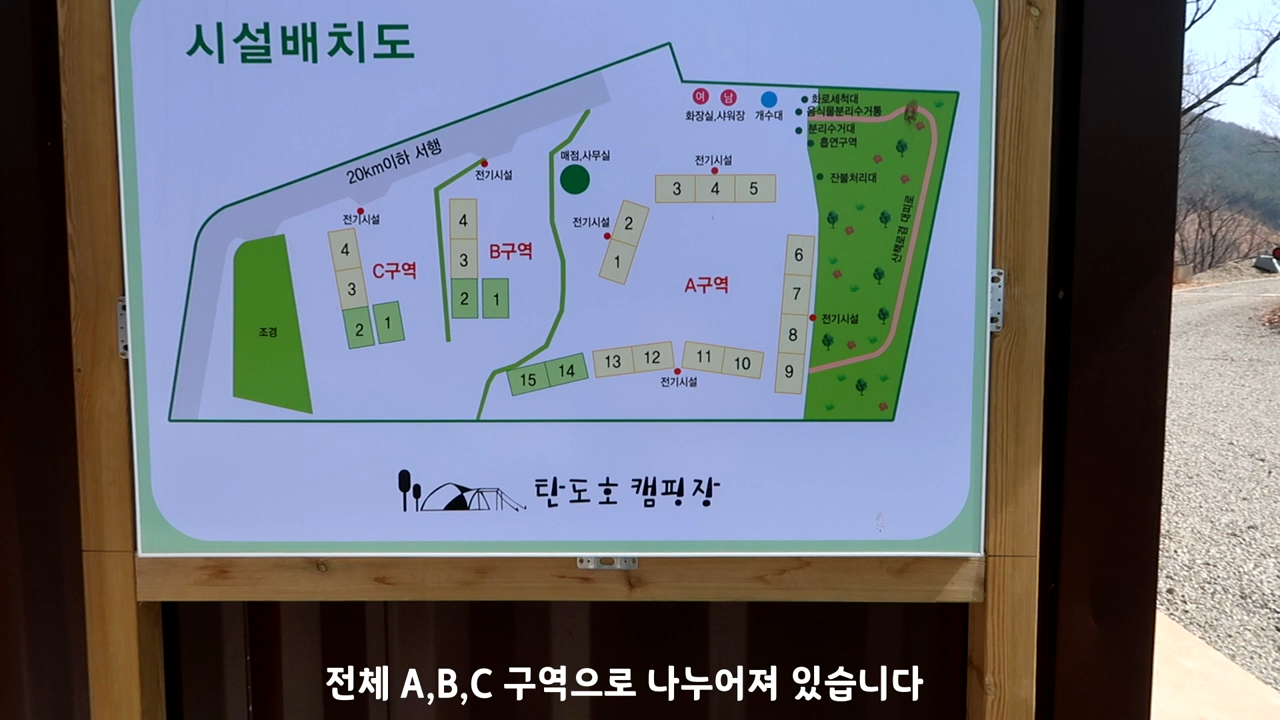 시설배치도
20km이하 서행
여 남
화장실,샤워장
개수대
화로세척대
음식물분리수거통
분리수거대
흡연구역
잔불처리대
산책로겸 대피로
매점,사무실
전기시설
3 4 5
전기시설
2
1
A구역
6
7
8
9
전기시설
15 14
13 12
11 10
전기시설
전기시설
4
3
2 1
B구역
전기시설
4
3
2 1
C구역
조경
탄도호 캠핑장
전체 A,B,C 구역으로 나누어져 있습니다